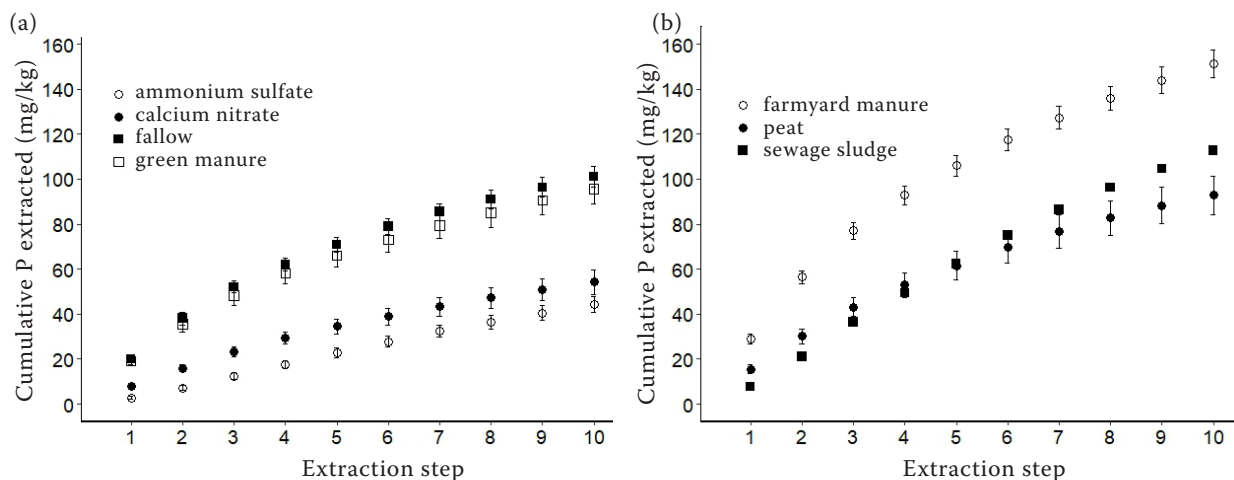 (a)
Cumulative P extracted (mg/kg)
160
140
120
100
80
60
40
20
0
ammonium sulfate
calcium nitrate
fallow
green manure
1 2 3 4 5 6 7 8 9 10
Extraction step
(b)
Cumulative P extracted (mg/kg)
160
140
120
100
80
60
40
20
0
farmyard manure
peat
sewage sludge
1 2 3 4 5 6 7 8 9 10
Extraction step